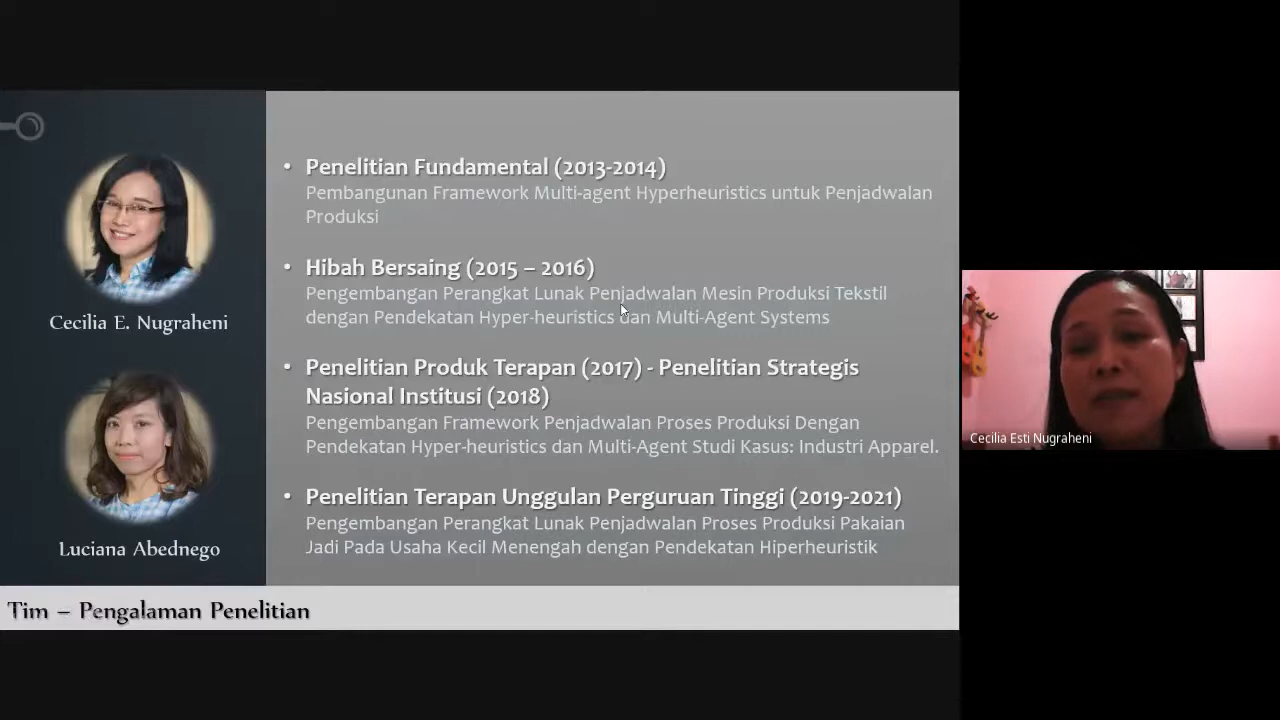 Penelitian Fundamental (2013-2014)
Pembangunan Framework Multi-agent Hyperheuristics untuk Penjadwalan
Produksi
Hibah Bersaing (2015 – 2016)
Pengembangan Perangkat Lunak Penjadwalan Mesin Produksi Tekstil
dengan Pendekatan Hyper-heuristics dan Multi-Agent Systems
Penelitian Produk Terapan (2017) - Penelitian Strategis
Nasional Institusi (2018)
Pengembangan Framework Penjadwalan Proses Produksi Dengan
Pendekatan Hyper-heuristics dan Multi-Agent Studi Kasus: Industri Apparel.
Penelitian Terapan Unggulan Perguruan Tinggi (2019-2021)
Pengembangan Perangkat Lunak Penjadwalan Proses Produksi Pakaian
Jadi Pada Usaha Kecil Menengah dengan Pendekatan Hiperheuristik
Cecilia E. Nugraheni
Luciana Abednego
Tim – Pengalaman Penelitian
Cecilia Esti Nugraheni